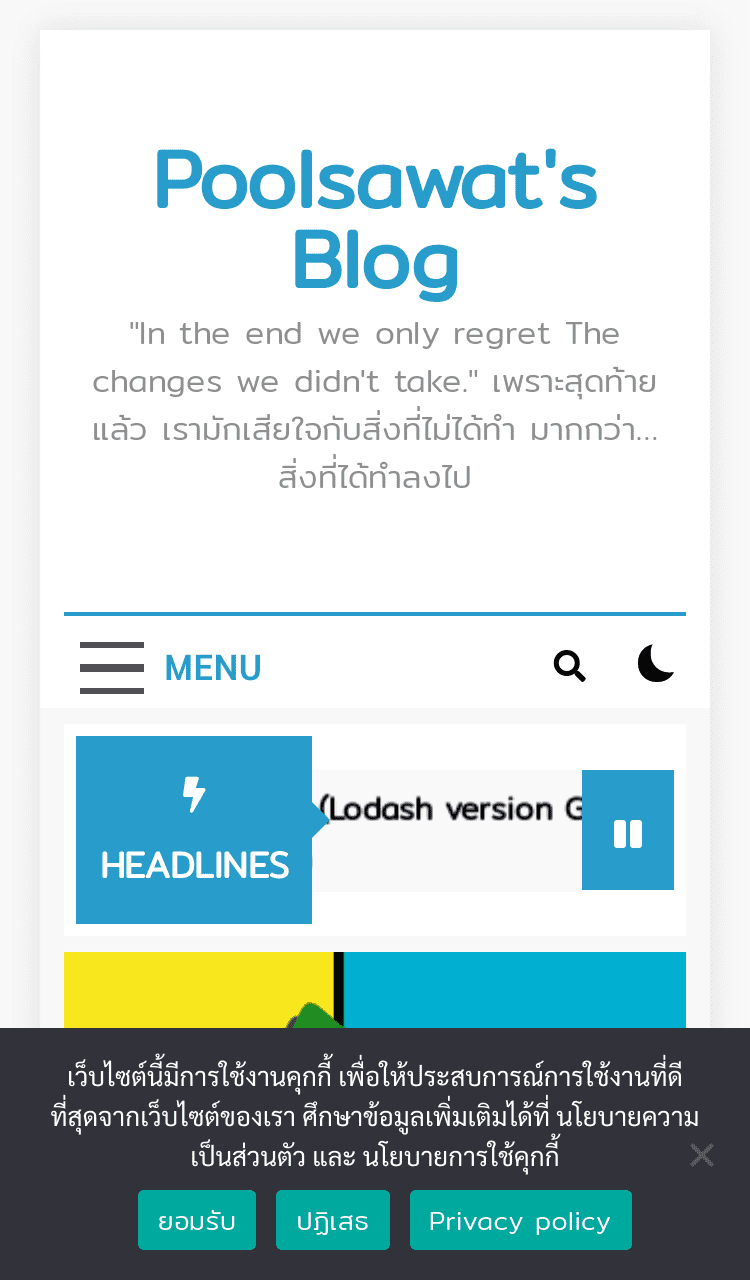 Poolsawat's
Blog
"In the end we only regret The
changes we didn't take." เพราะสุดท้าย
แล้ว เรามักเสียใจกับสิ่งที่ไม่ได้ทำ มากกว่า...
สิ่งที่ได้ทำลงไป
MENU
HEADLINES
(Lodash version
เว็บไซต์นี้มีการใช้งานคุกกี้ เพื่อให้ประสบการณ์การใช้งานที่ดี
ที่สุดจากเว็บไซต์ของเรา ศึกษาข้อมูลเพิ่มเติมได้ที่ นโยบายความ
เป็นส่วนตัว และ นโยบายการใช้คุกกี้
ยอมรับ
ปฏิเสธ
Privacy policy